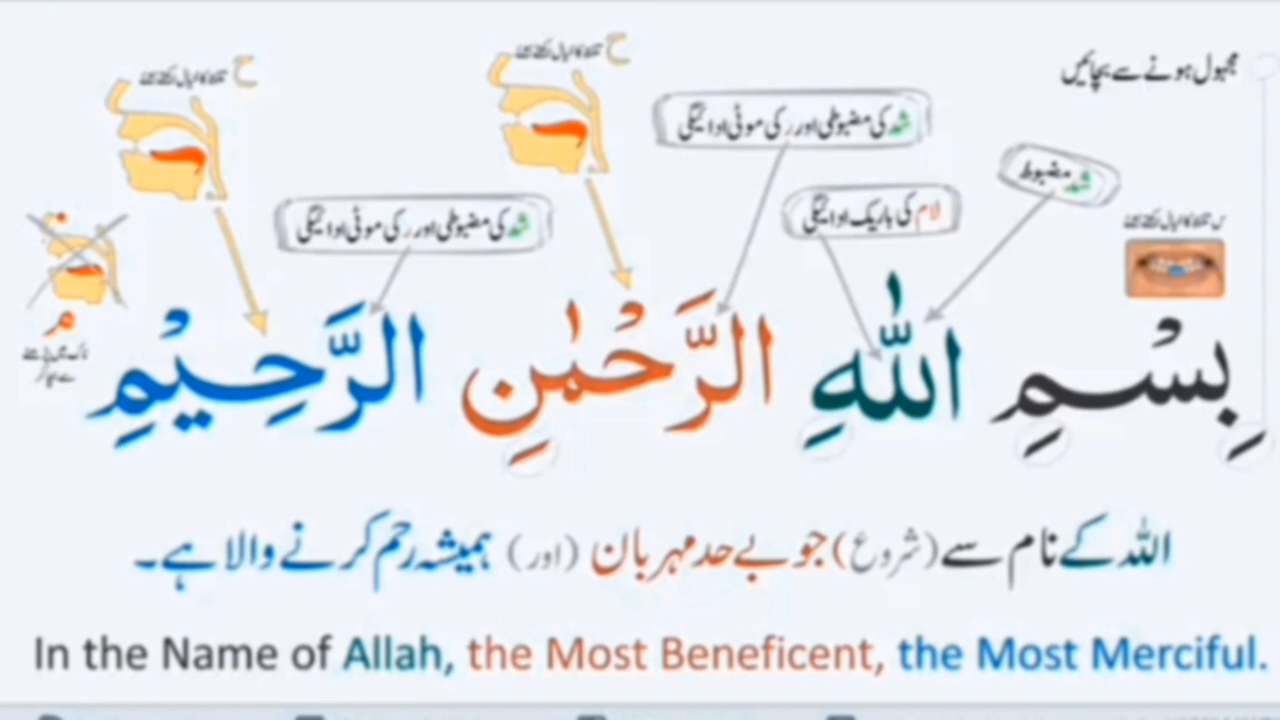 مجہول ہونے سے بچائیں
شد کی مضبوطی اور ر کی موٹی ادائیگی
شد مضبوط
لام کی باریک ادائیگی
شد کی مضبوطی اور ر کی موٹی ادائیگی
بِسْمِ اللّٰهِ الرَّحْمٰنِ الرَّحِيْمِ
اللہ کے نام سے (شروع) جو بے حد مہربان (اور) ہمیشہ رحم کرنے والا ہے۔
In the Name of Allah, the Most Beneficent, the Most Merciful.